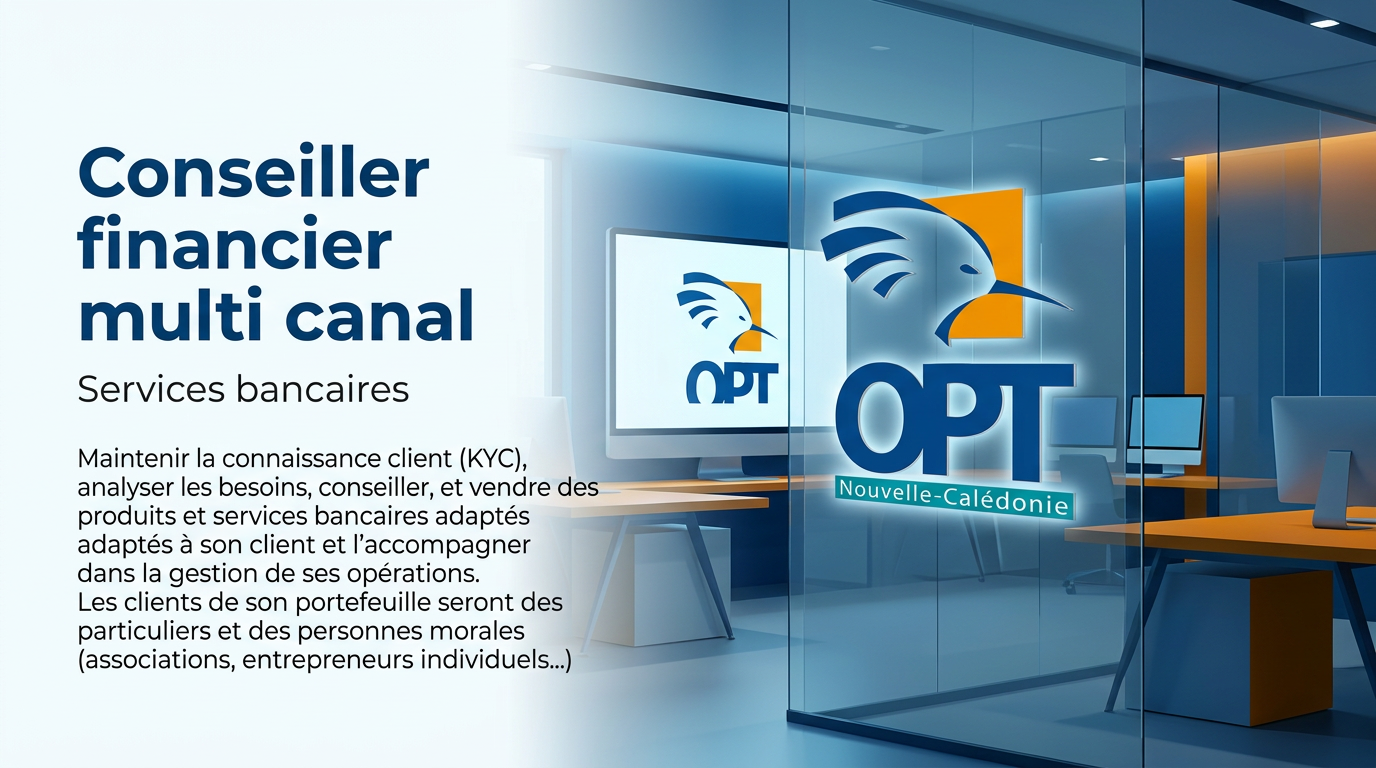 Conseiller
financier
multi canal
Services bancaires
Maintenir la connaissance client (KYC),
analyser les besoins, conseiller, et vendre des
produits et services bancaires adaptés
adaptés à son client et l’accompagner
dans la gestion de ses opérations.
Les clients de son portefeuille seront des
particuliers et des personnes morales
(associations, entrepreneurs individuels...)
OPT
OPT
Nouvelle-Calédonie